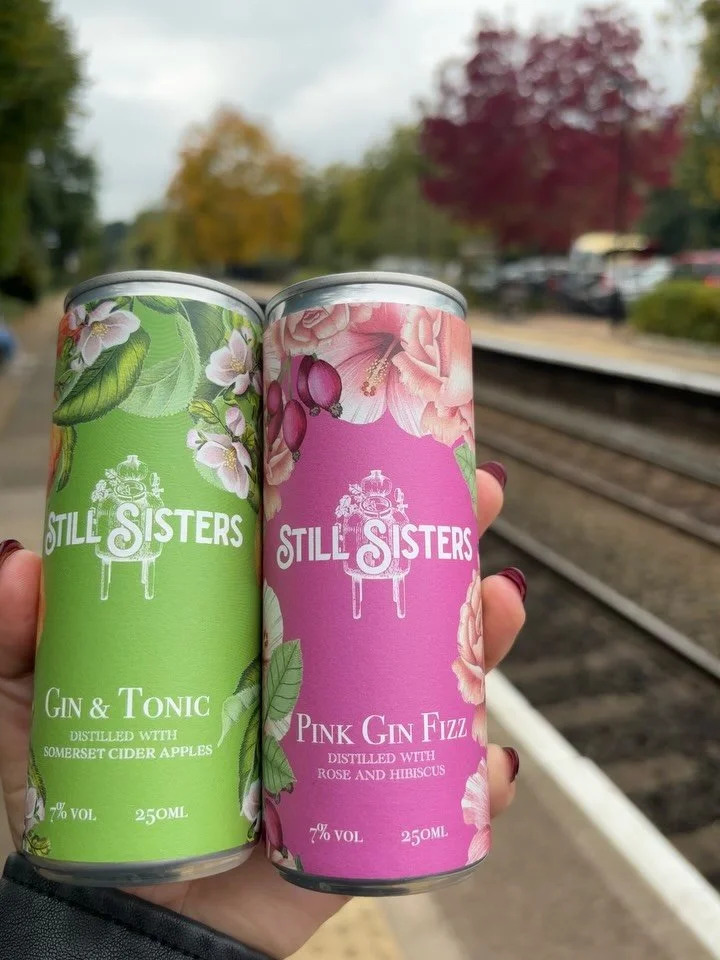 STILL SISTERS
GIN & TONIC
DISTILLED WITH
SOMERSET CIDER APPLES
7% VOL 250ML
STILL SISTERS
PINK GIN FIZZ
DISTILLED WITH
ROSE AND HIBISCUS
7% VOL 250ML